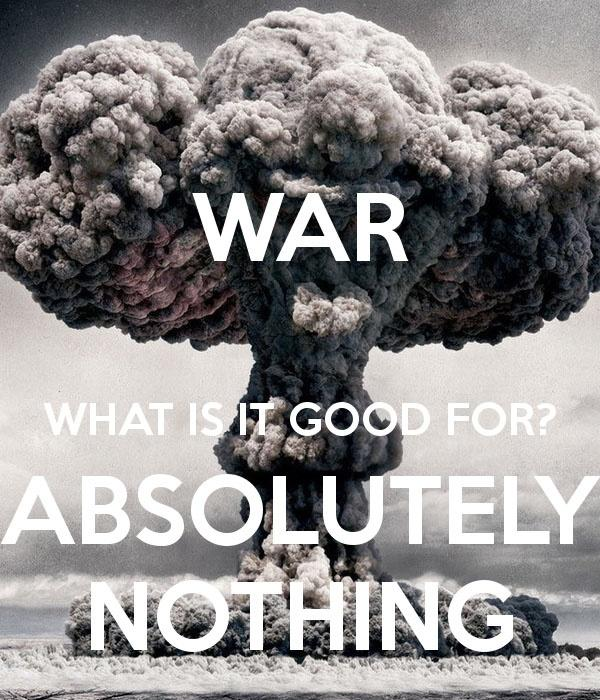 WAR
WHAT IS IT GOOD FOR?
ABSOLUTELY
NOTHING